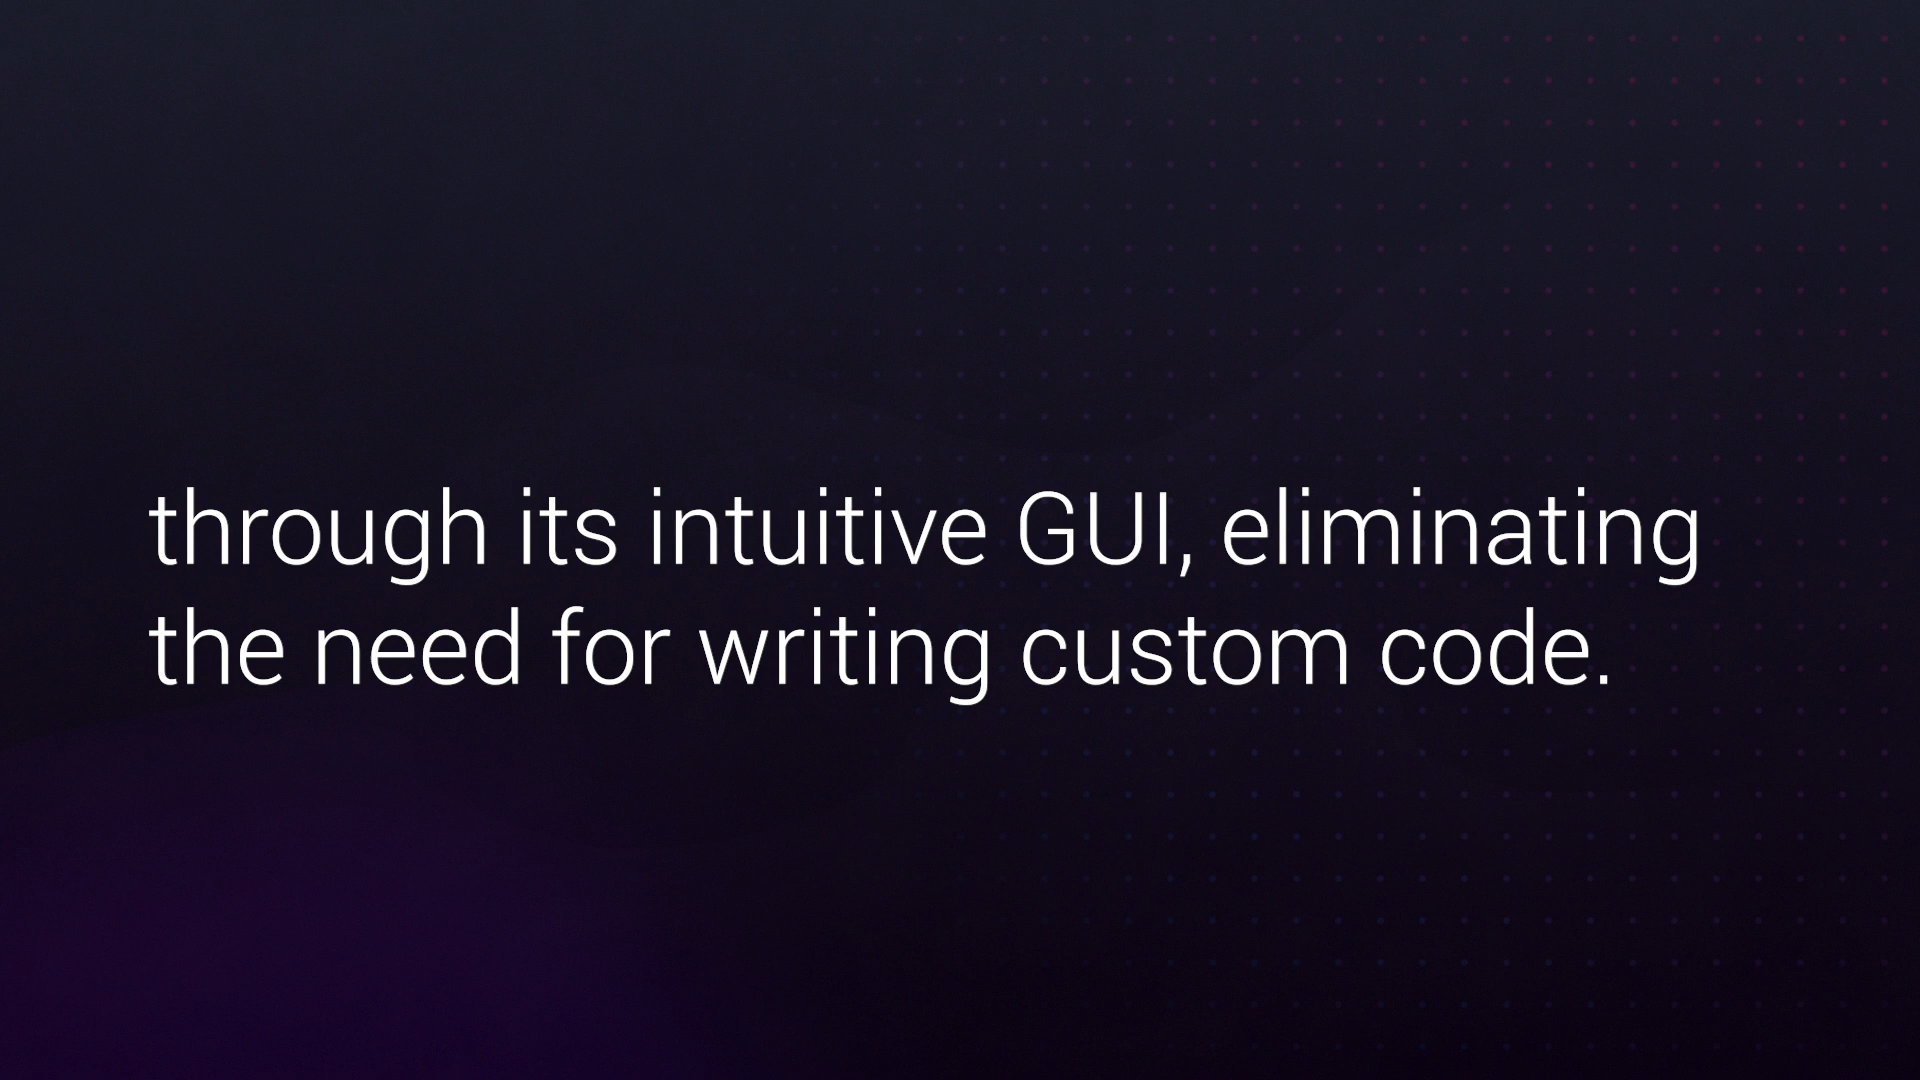 through its intuitive GUI, eliminating
the need for writing custom code.